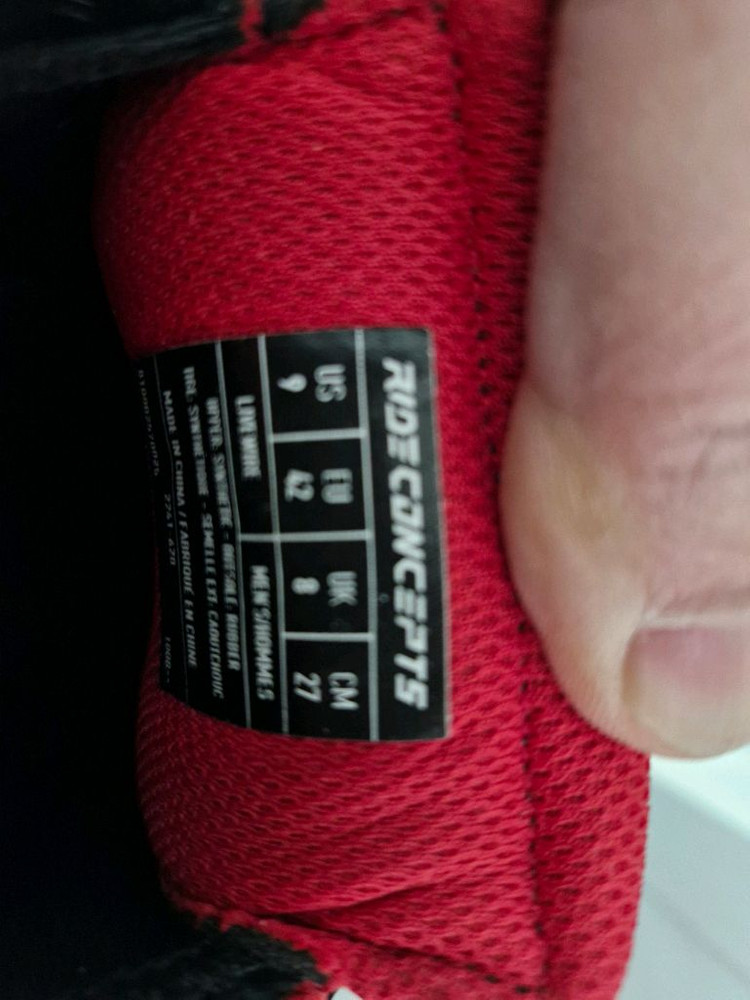 RIDECONCEPTS
US EU UK CM
9 42 8 27
LIVEWIRE MEN'S/HOMMES
UPPER: SYNTHETIC - OUTSOLE: RUBBER
TIGE: SYNTHÉTIQUE - SEMELLE EXT. CAOUTCHOUC
MADE IN CHINA / FABRIQUÉ EN CHINE